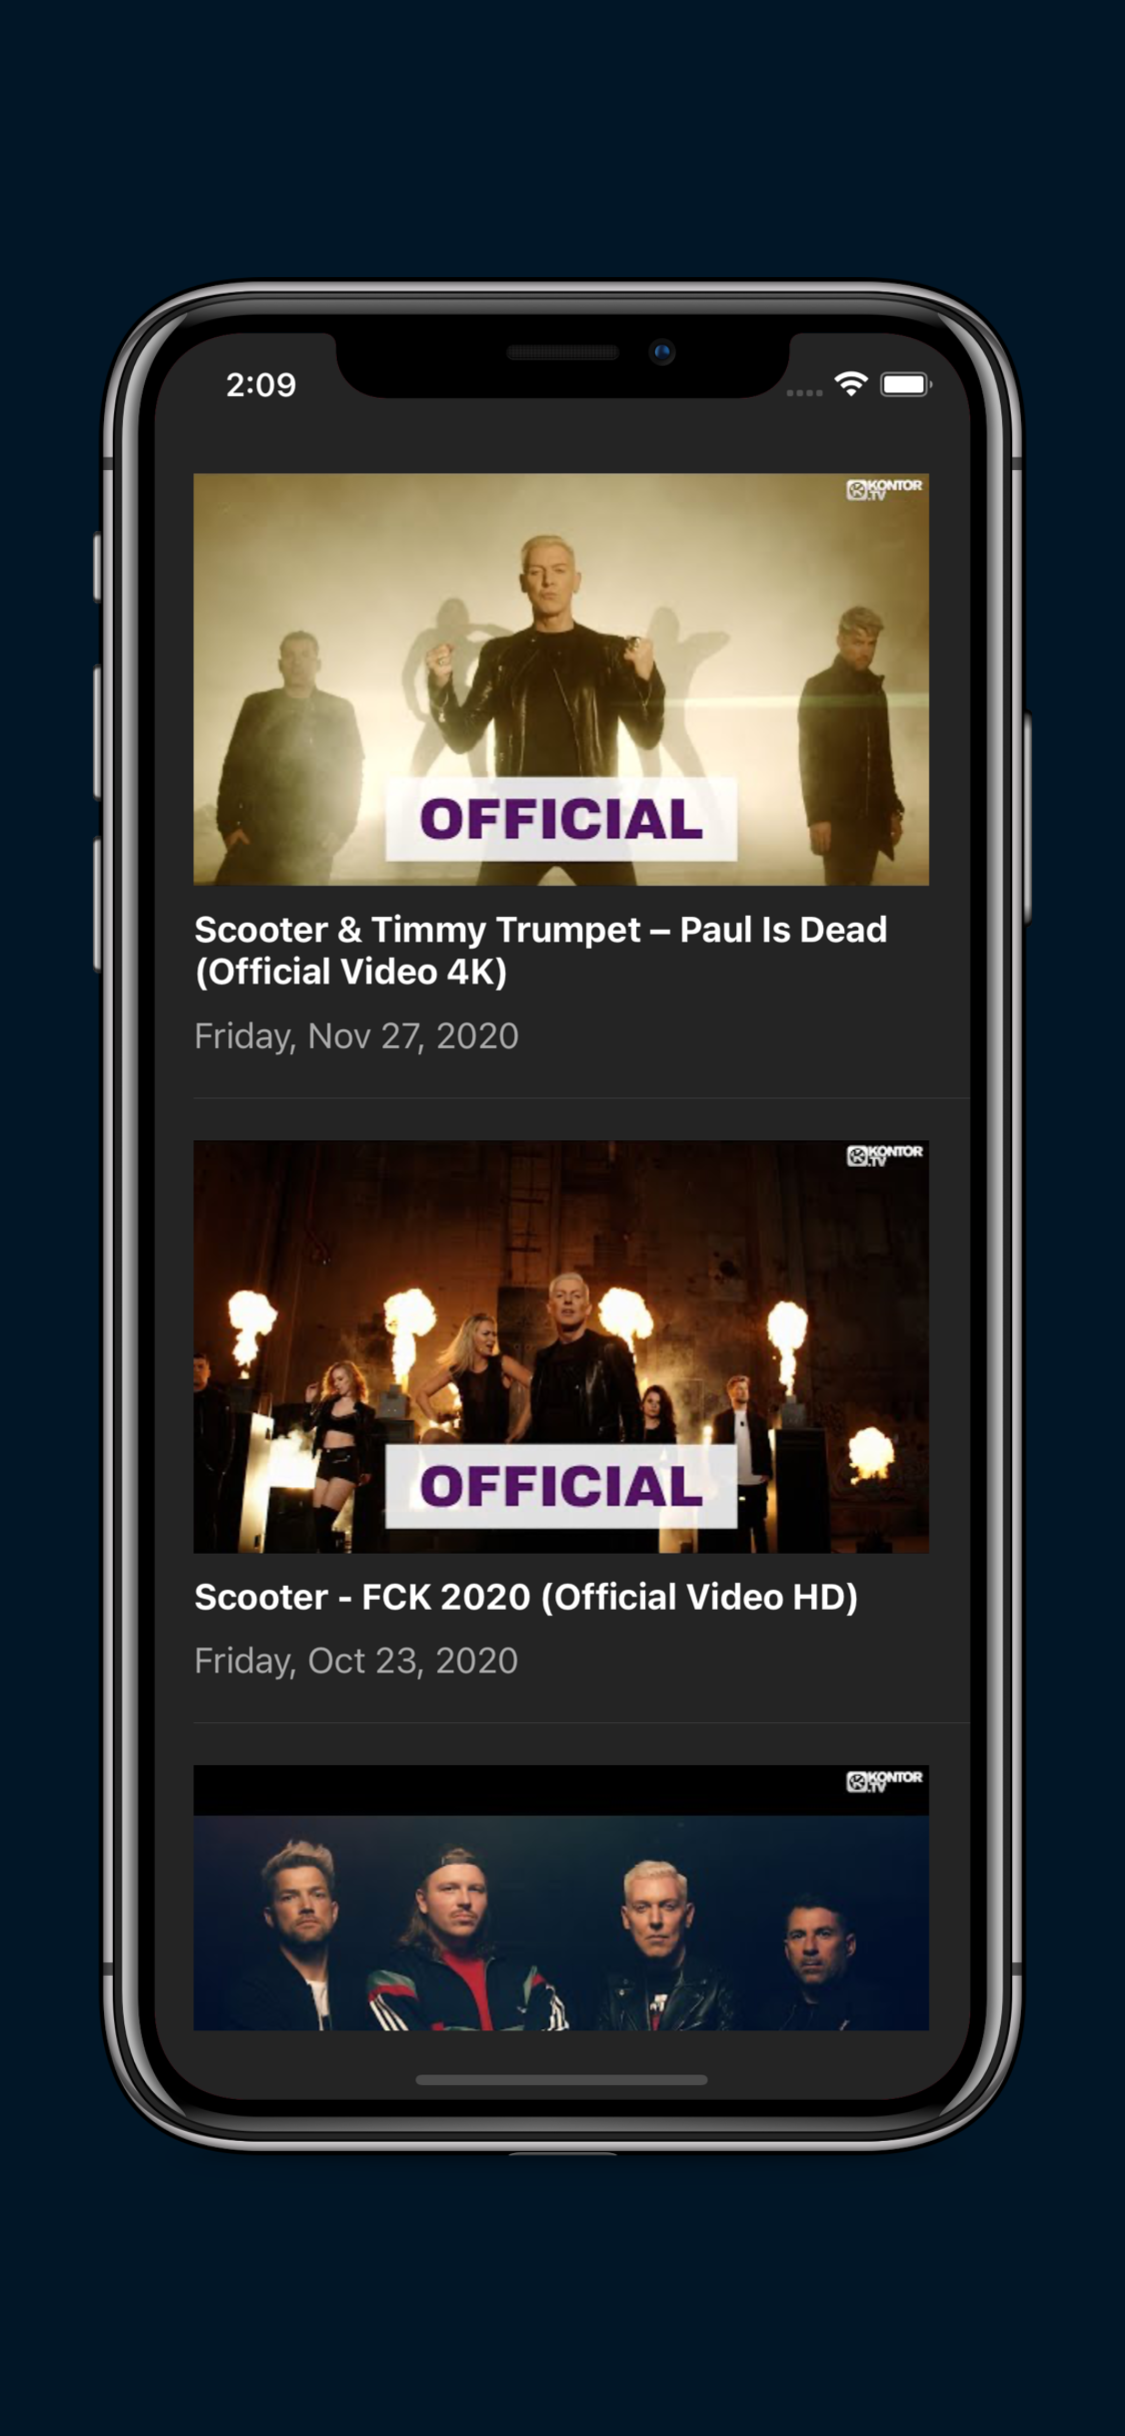 2:09
KONTOR
.TV
OFFICIAL
Scooter & Timmy Trumpet – Paul Is Dead
(Official Video 4K)
Friday, Nov 27, 2020
KONTOR
.TV
OFFICIAL
Scooter - FCK 2020 (Official Video HD)
Friday, Oct 23, 2020
KONTOR
.TV